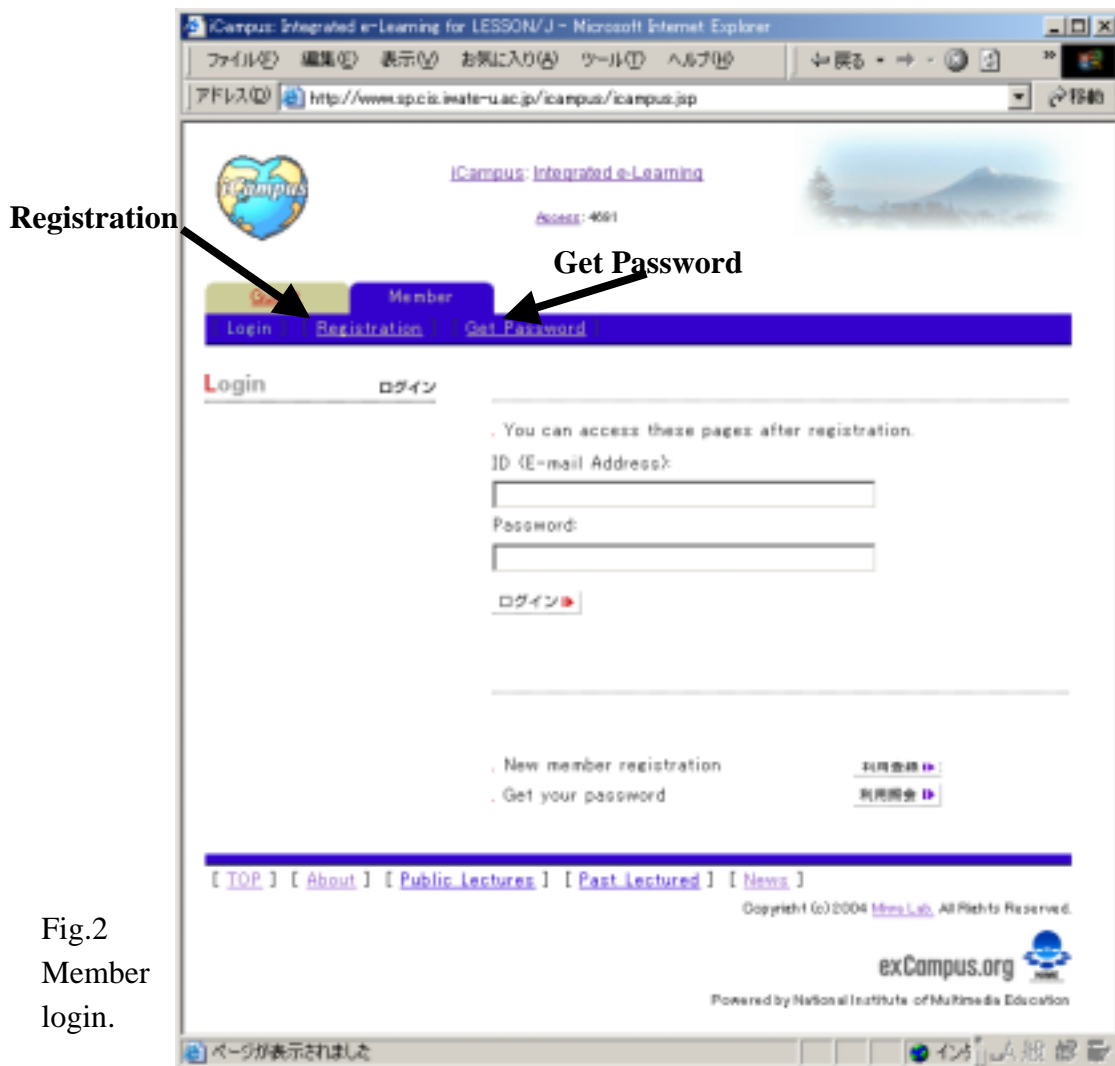 iCampus: Integrated e-Learning for LESSON/J - Microsoft Internet Explorer
ファイル(F) 編集(E) 表示(V) お気に入り(A) ツール(T) ヘルプ(H) 戻る
アドレス(D) http://www.sp.cis.iwate-u.ac.jp/icampus/icampus.jsp 移動
iCampus
iCampus: Integrated e-Learning
Access: 4691
Registration
Get Password
Member
Login Registration Get Password
Login ログイン
. You can access these pages after registration.
ID (E-mail Address):
Password:
ログイン
. New member registration 利用登録
. Get your password 利用照会
[ TOP ] [ About ] [ Public Lectures ] [ Past Lectured ] [ News ]
Copyright (c) 2004 Miwa Lab. All Rights Reserved.
exCampus.org
Powered by National Institute of Multimedia Education
ページが表示されました
Fig.2
Member
login.